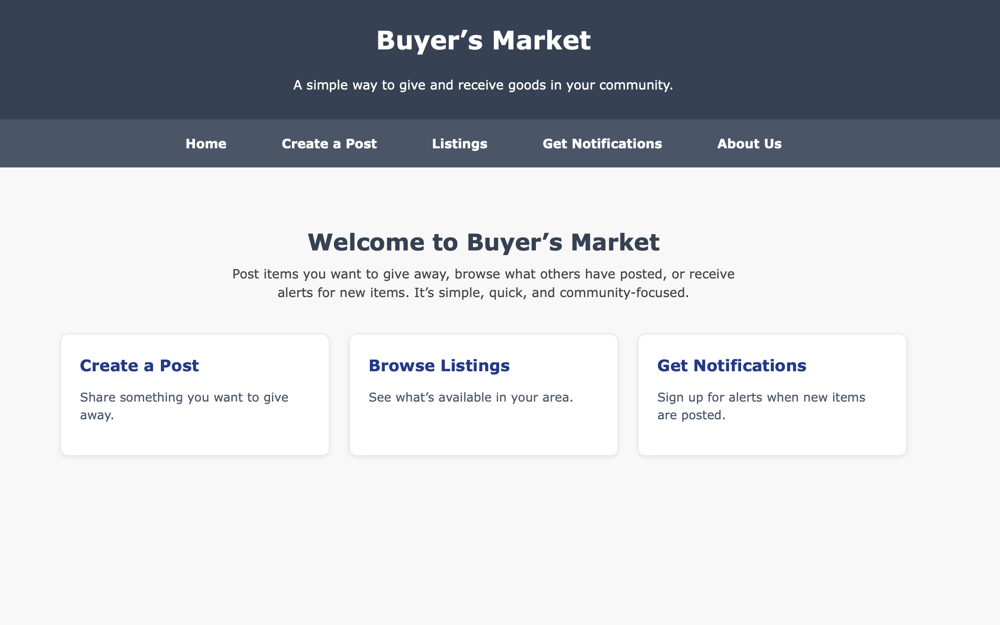 Buyer’s Market
A simple way to give and receive goods in your community.
Home Create a Post Listings Get Notifications About Us
Welcome to Buyer’s Market
Post items you want to give away, browse what others have posted, or receive
alerts for new items. It’s simple, quick, and community-focused.
Create a Post
Share something you want to give
away.
Browse Listings
See what’s available in your area.
Get Notifications
Sign up for alerts when new items
are posted.